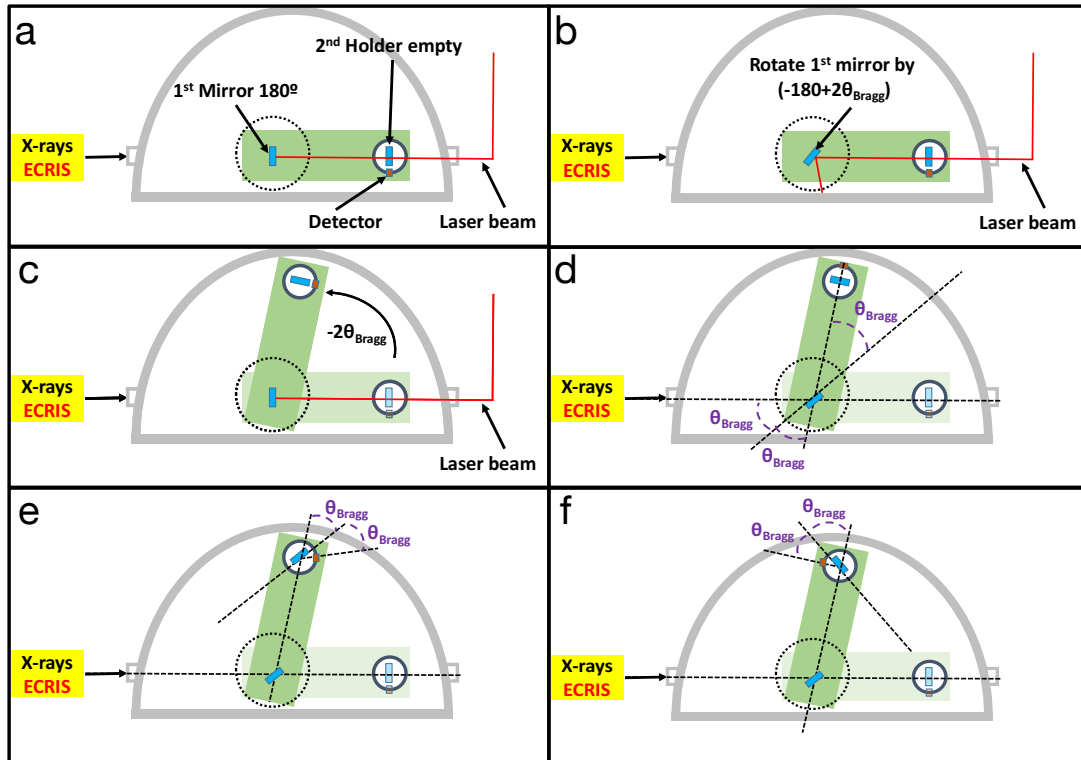 a
2nd Holder empty
1st Mirror 180º
X-rays
ECRIS
Detector
Laser beam
b
Rotate 1st mirror by
(-180+2θBragg)
X-rays
ECRIS
Laser beam
c
-2θBragg
X-rays
ECRIS
Laser beam
d
θBragg
X-rays
ECRIS
θBragg
θBragg
e
θBragg
θBragg
X-rays
ECRIS
f
θBragg
θBragg
X-rays
ECRIS